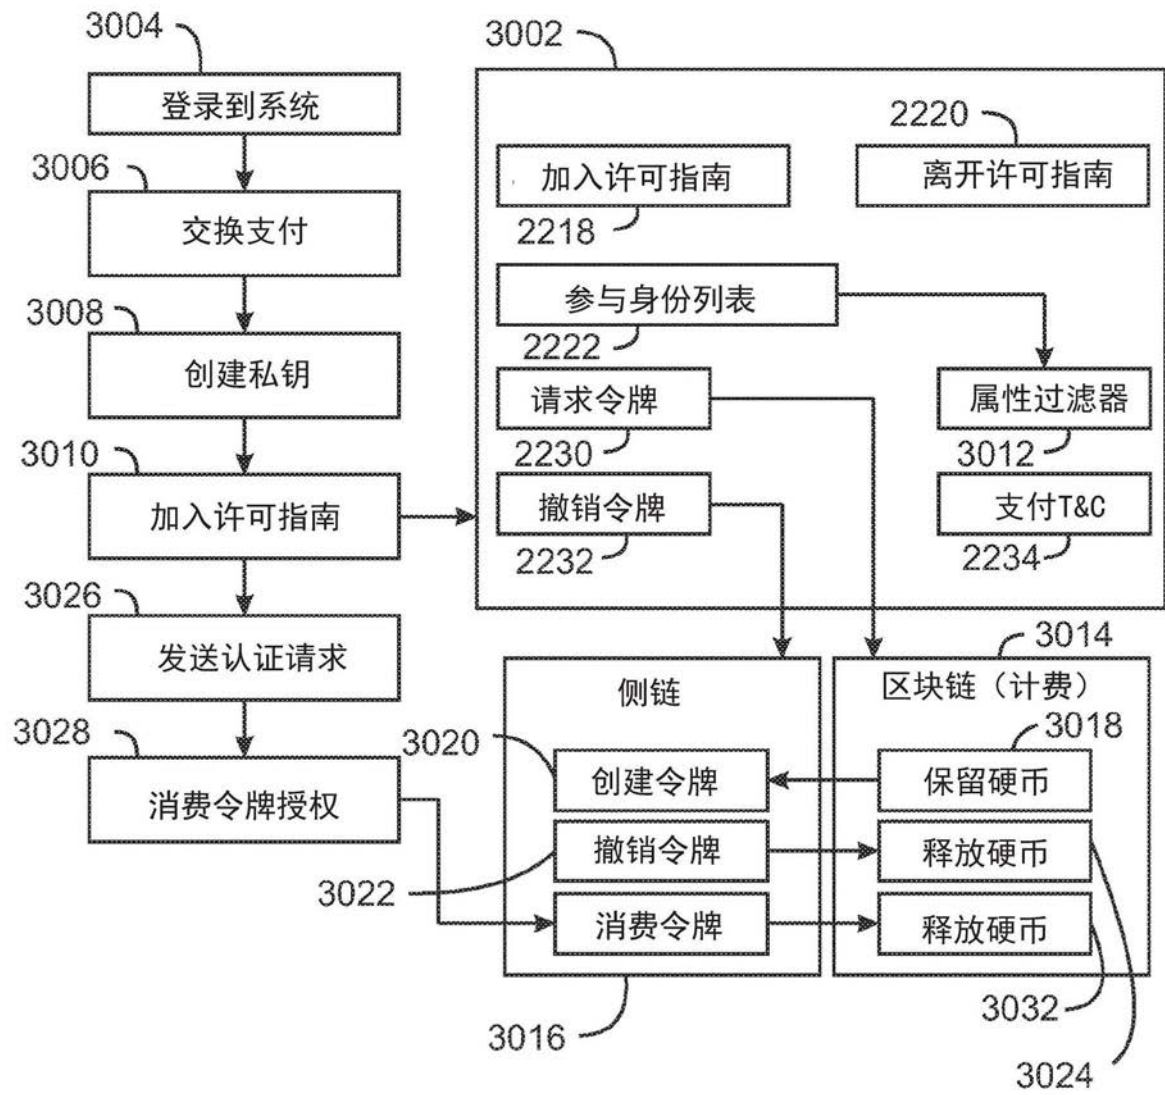 3004
登录到系统
3006
交换支付
3008
创建私钥
3010
加入许可指南
3026
发送认证请求
3028
消费令牌授权
3002
2220
加入许可指南
离开许可指南
2218
参与身份列表
2222
请求令牌
属性过滤器
2230
3012
撤销令牌
支付T&C
2232
2234
3014
侧链
区块链（计费）
3018
3020
创建令牌
保留硬币
撤销令牌
释放硬币
3022
消费令牌
释放硬币
3032
3016
3024